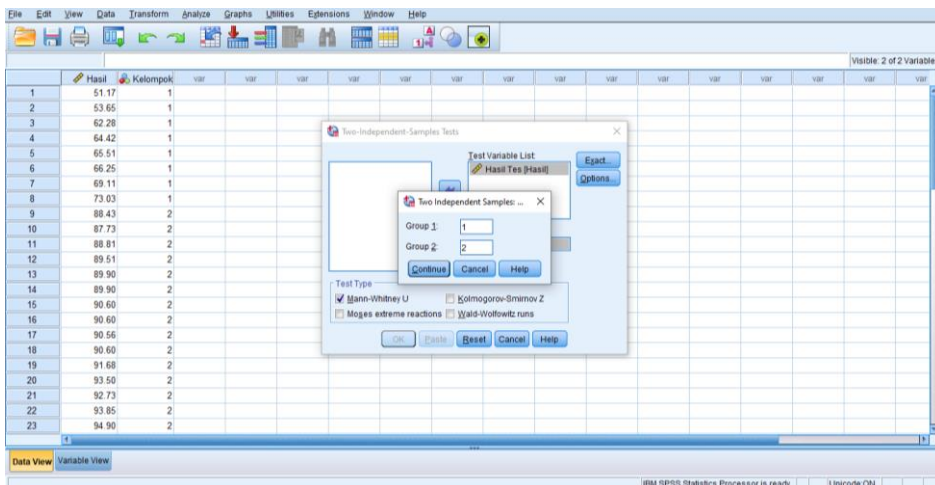 File Edit View Data Transform Analyze Graphs Utilities Extensions Window Help
Visible: 2 of 2 Variable
Hasil Kelompok var var var var var var var var var var var var var var
1 51.17 1
2 53.65 1
3 62.28 1
4 64.42 1
5 65.51 1
6 66.25 1
7 69.11 1
8 73.03 1
9 88.43 2
10 87.73 2
11 88.81 2
12 89.51 2
13 89.90 2
14 89.90 2
15 90.60 2
16 90.60 2
17 90.56 2
18 90.60 2
19 91.68 2
20 93.50 2
21 92.73 2
22 93.85 2
23 94.90 2
Two-Independent-Samples Tests
Test Variable List:
Hasil Tes [Hasil]
Exact...
Options...
Two Independent Samples: ...
Group 1: 1
Group 2: 2
Continue Cancel Help
Test Type
Mann-Whitney U Kolmogorov-Smirnov Z
Moses extreme reactions Wald-Wolfowitz runs
OK Paste Reset Cancel Help
Data View Variable View
IBM SPSS Statistics Processor is ready Unicode:ON